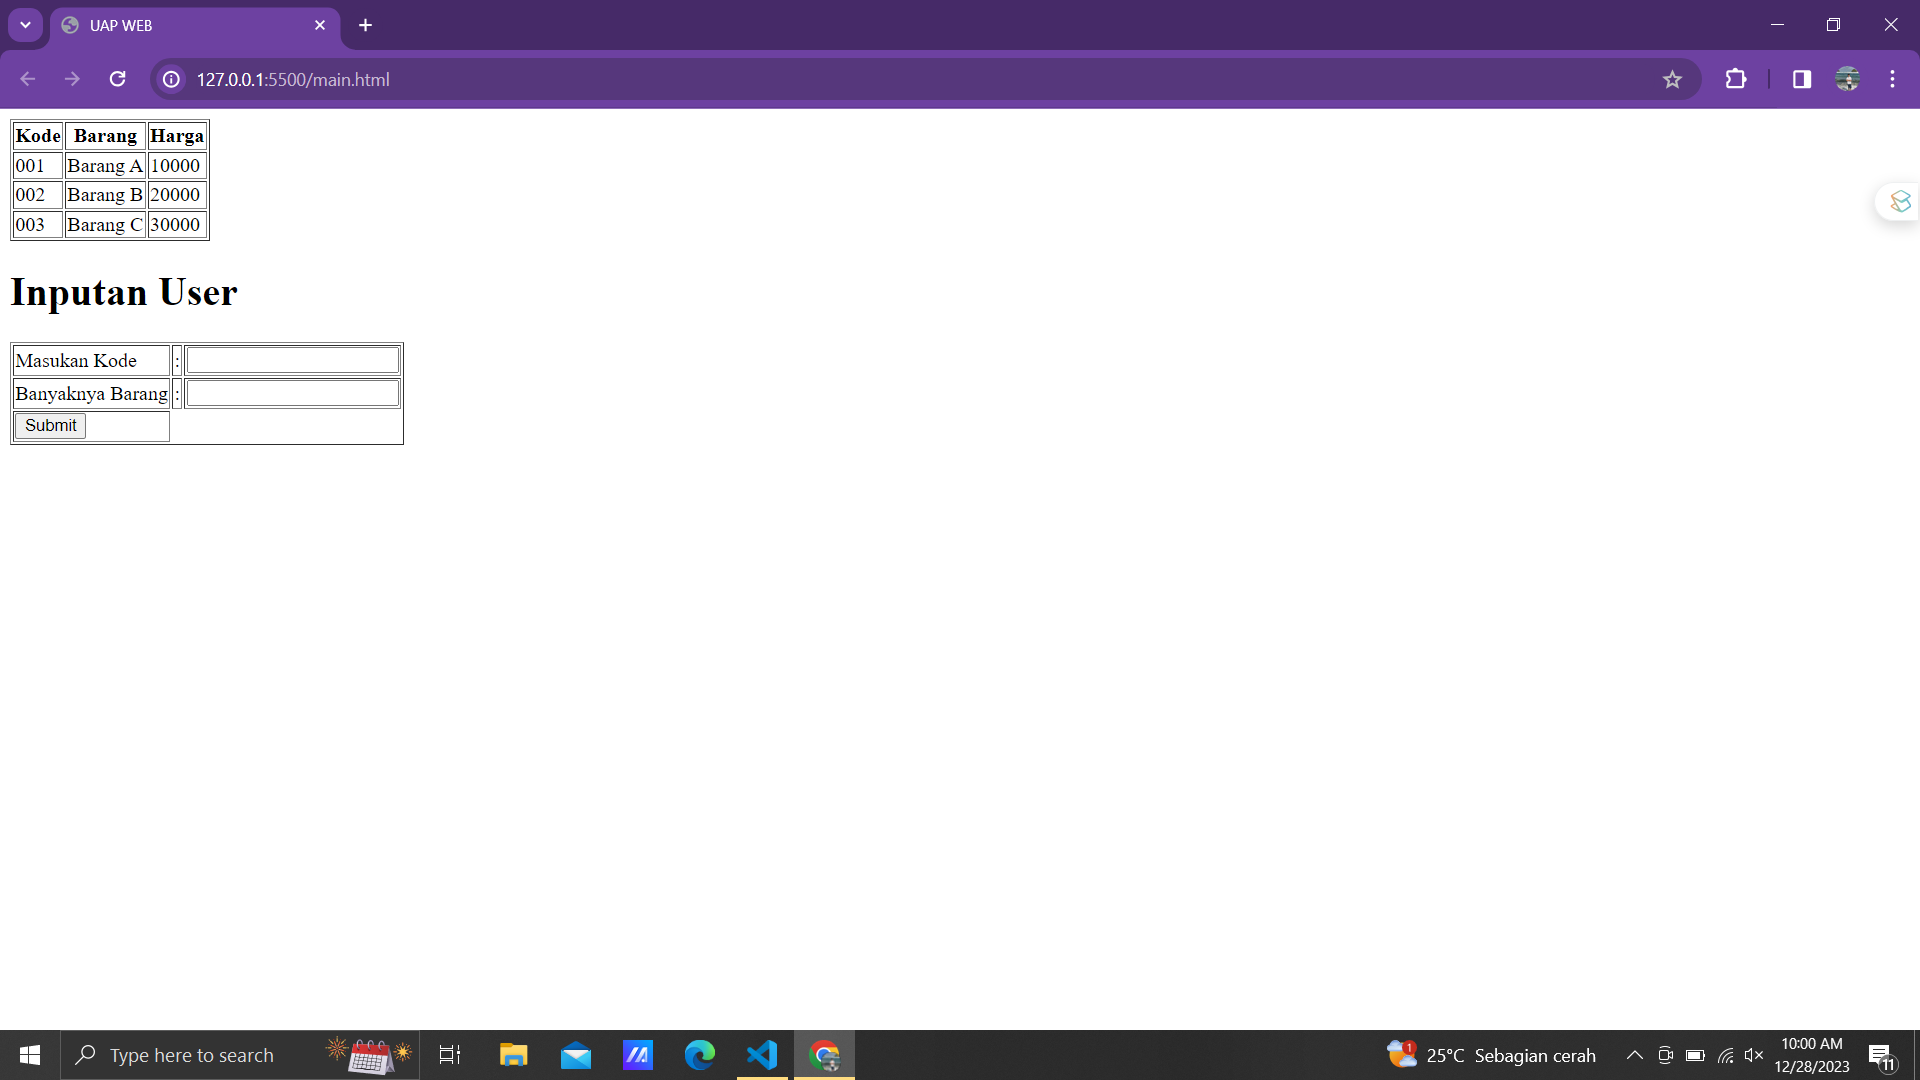 UAP WEB
127.0.0.1:5500/main.html
Kode Barang Harga
001 Barang A 10000
002 Barang B 20000
003 Barang C 30000
Inputan User
Masukan Kode :
Banyaknya Barang :
Submit
Type here to search
1
25°C Sebagian cerah
10:00 AM
12/28/2023
11